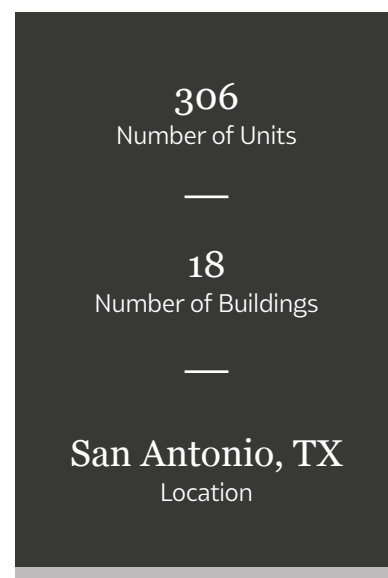 306
Number of Units
18
Number of Buildings
San Antonio, TX
Location